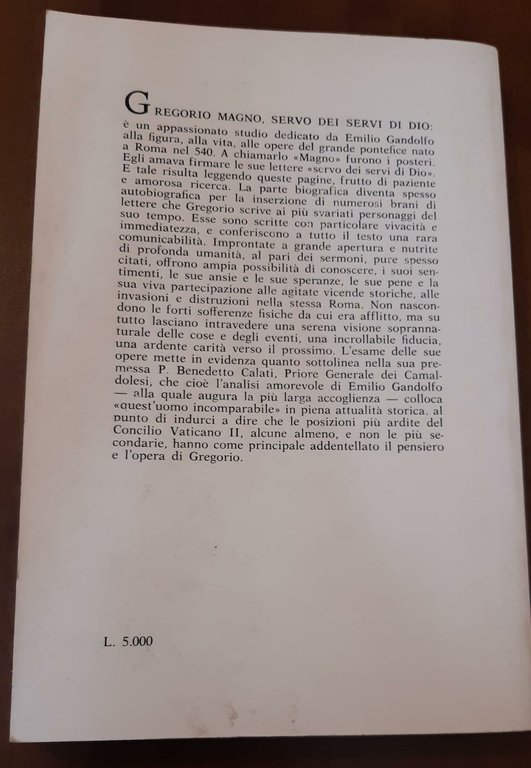 GREGORIO MAGNO, SERVO DEI SERVI DI DIO:
è un appassionato studio dedicato da Emilio Gandolfo
alla figura, alla vita, alle opere del grande pontefice nato
a Roma nel 540. A chiamarlo «Magno» furono i posteri.
Egli amava firmare le sue lettere «servo dei servi di Dio».
E tale risulta leggendo queste pagine, frutto di paziente
e amorosa ricerca. La parte biografica diventa spesso
autobiografica per la inserzione di numerosi brani di
lettere che Gregorio scrive ai più svariati personaggi del
suo tempo. Esse sono scritte con particolare vivacità e
immediatezza, e conferiscono a tutto il testo una rara
comunicabilità. Improntate a grande apertura e nutrite
di profonda umanità, al pari dei sermoni, pure spesso
citati, offrono ampia possibilità di conoscere, i suoi sen-
timenti, le sue ansie e le sue speranze, le sue pene e la
sua viva partecipazione alle agitate vicende storiche, alle
invasioni e distruzioni nella stessa Roma. Non nascon-
dono le forti sofferenze fisiche da cui era afflitto, ma su
tutto lasciano intravedere una serena visione sopranna-
turale delle cose e degli eventi, una incrollabile fiducia,
una ardente carità verso il prossimo. L'esame delle sue
opere mette in evidenza quanto sottolinea nella sua pre-
messa P. Benedetto Calati, Priore Generale dei Camal-
dolesi, che cioè l'analisi amorevole di Emilio Gandolfo
— alla quale augura la più larga accoglienza — colloca
«quest'uomo incomparabile» in piena attualità storica, al
punto di indurci a dire che le posizioni più ardite del
Concilio Vaticano II, alcune almeno, e non le più se-
condarie, hanno come principale addentellato il pensiero
e l'opera di Gregorio.
L. 5.000